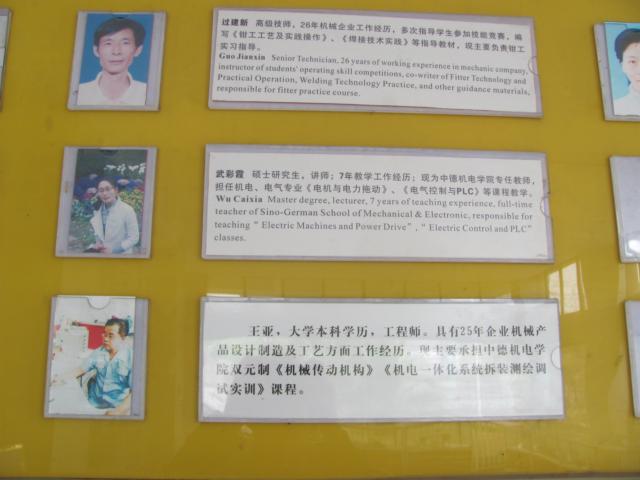 过建新 高级技师，26年机械企业工作经历，多次指导学生参加技能竞赛，编
写《钳工工艺及实践操作》、《焊接技术实践》等指导教材，现主要负责钳工
实习指导。
Guo Jianxin Senior Technician, 26 years of working experience in mechanic company,
instructor of students' operating skill competitions, co-writer of Fitter Technology and
Practical Operation, Welding Technology Practice, and other guidance materials,
responsible for fitter practice course.
武彩霞 硕士研究生，讲师；7年教学工作经历；现为中德机电学院专任教师，
担任机电、电气专业《电机与电力拖动》、《电气控制与PLC》等课程教学。
Wu Caixia Master degree, lecturer, 7 years of teaching experience, full-time
teacher of Sino-German School of Mechanical & Electronic, responsible for
teaching “ Electric Machines and Power Drive”, “ Electric Control and PLC”
classes.
王亚，大学本科学历，工程师。具有25年企业机械产
品设计制造及工艺方面工作经历。现主要承担中德机电学
院双元制《机械传动机构》《机电一体化系统拆装测绘调
试实训》课程。